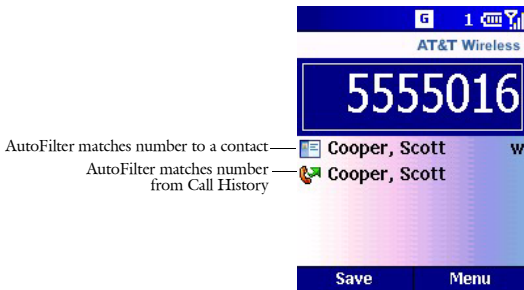 G 1
AT&T Wireless
5555016
AutoFilter matches number to a contact
Cooper, Scott w
AutoFilter matches number
from Call History
Cooper, Scott
Save Menu